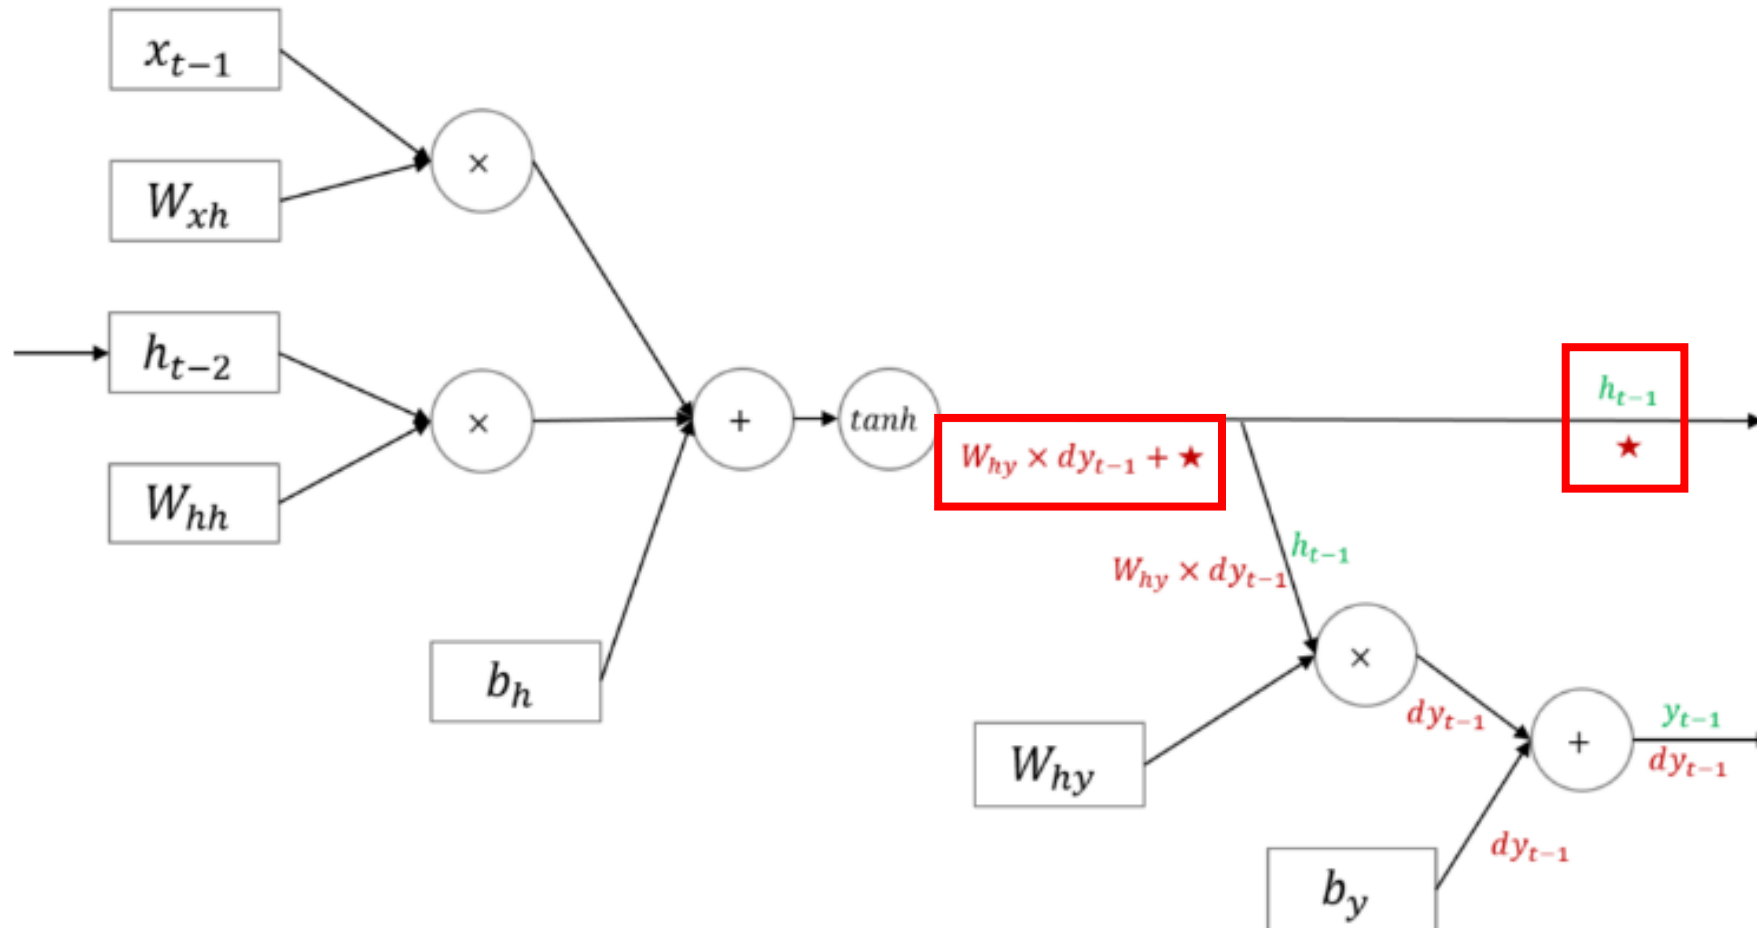 x_{t−1}
×
W_{xh}
h_{t−2}
×
W_{hh}
+
tanh
h_{t−1}
★
W_{hy} × dy_{t−1} + ★
h_{t−1}
W_{hy} × dy_{t−1}
b_h
×
dy_{t−1}
W_{hy}
+
y_{t−1}
dy_{t−1}
dy_{t−1}
b_y